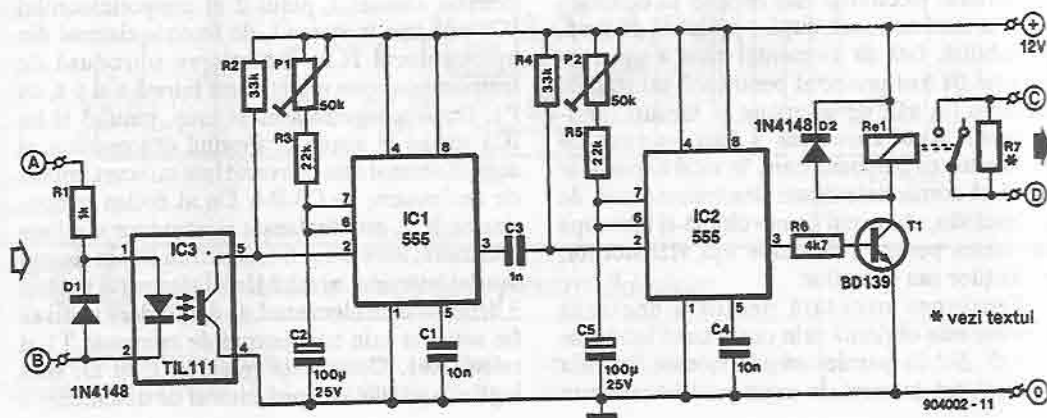 +
12V
R2
33k
P1
50k
R3
22k
R4
33k
P2
50k
R5
22k
1N4148
D2
Re1
C
R7
*
D
A
R1
1k
4
8
7
6
2
IC1
555
3
C3
1n
1
5
4
8
7
6
2
IC2
555
3
R6
4k7
T1
BD139
1
5
1
IC3
5
D1
B
2
4
1N4148
TIL111
C2
100µ
25V
C1
10n
C5
100µ
25V
C4
10n
* vezi textul
904002 - 11
0